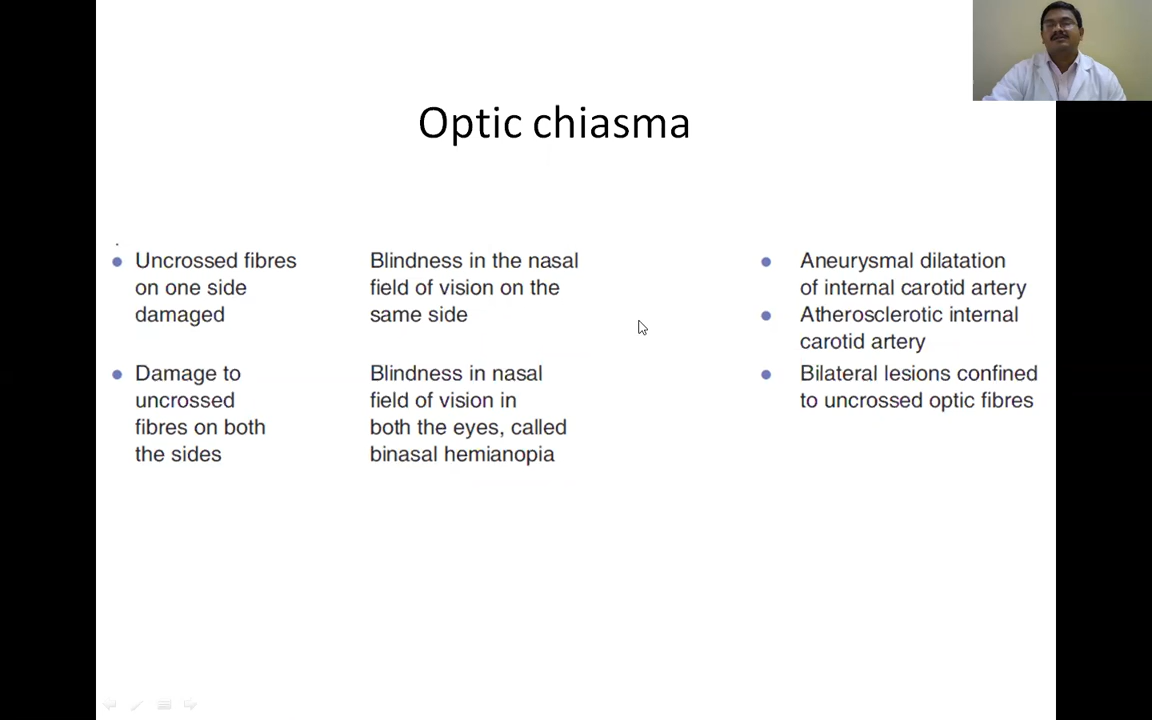 Optic chiasma
Uncrossed fibres
on one side
damaged
Blindness in the nasal
field of vision on the
same side
Aneurysmal dilatation
of internal carotid artery
Atherosclerotic internal
carotid artery
Damage to
uncrossed
fibres on both
the sides
Blindness in nasal
field of vision in
both the eyes, called
binasal hemianopia
Bilateral lesions confined
to uncrossed optic fibres